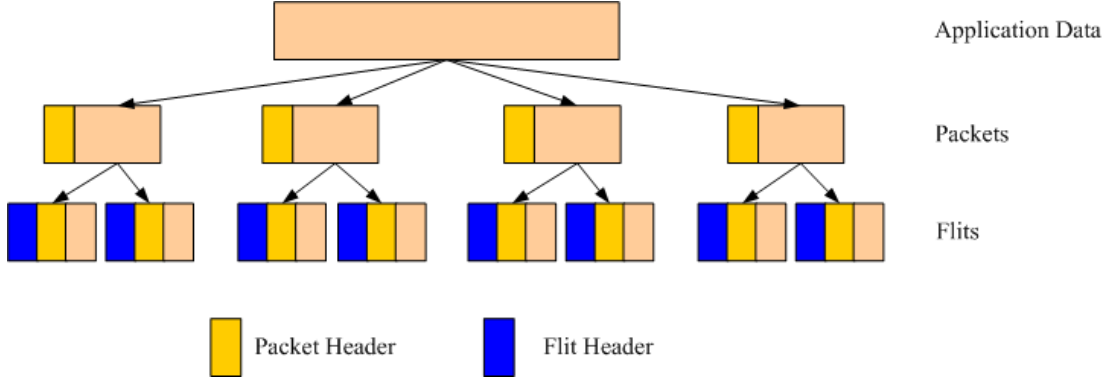 Application Data
Packets
Flits
Packet Header
Flit Header